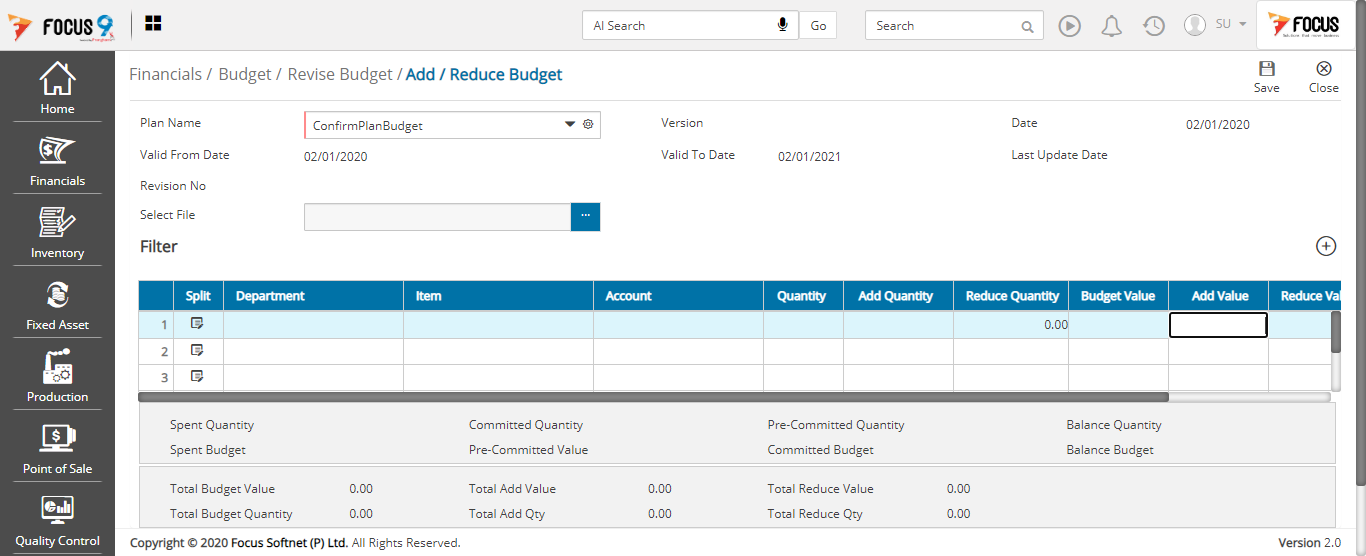 FOCUS 9
AI Search
Go
Search
SU
FOCUS
Financials / Budget / Revise Budget / Add / Reduce Budget
Save
Close
Home
Financials
Inventory
Fixed Asset
Production
Point of Sale
Quality Control
Plan Name
ConfirmPlanBudget
Version
Date
02/01/2020
Valid From Date
02/01/2020
Valid To Date
02/01/2021
Last Update Date
Revision No
Select File
...
Filter
Split Department Item Account Quantity Add Quantity Reduce Quantity Budget Value Add Value Reduce Val
1 0.00
2
3
Spent Quantity Committed Quantity Pre-Committed Quantity Balance Quantity
Spent Budget Pre-Committed Value Committed Budget Balance Budget
Total Budget Value 0.00 Total Add Value 0.00 Total Reduce Value 0.00
Total Budget Quantity 0.00 Total Add Qty 0.00 Total Reduce Qty 0.00
Copyright © 2020 Focus Softnet (P) Ltd. All Rights Reserved.
Version 2.0